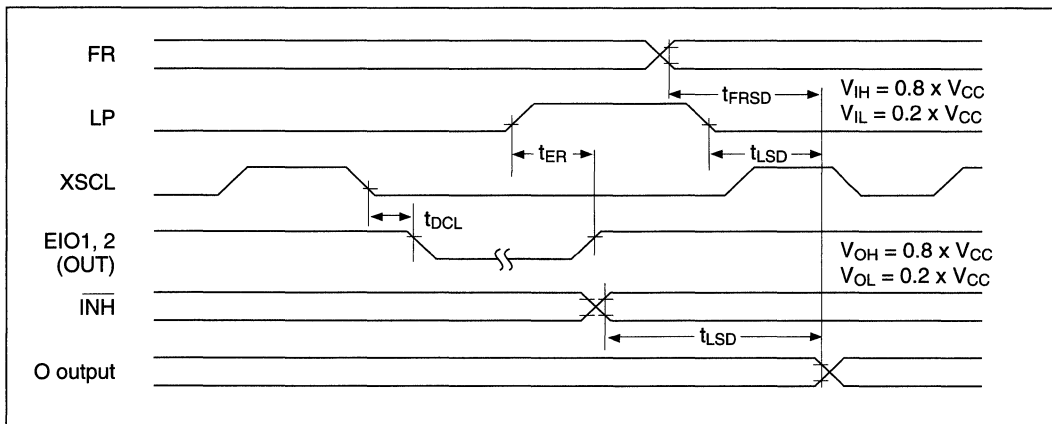 FR
tFRSD
VIH = 0.8 x VCC
VIL = 0.2 x VCC
LP
tER
tLSD
XSCL
tDCL
EIO1, 2
(OUT)
VOH = 0.8 x VCC
VOL = 0.2 x VCC
INH
tLSD
O output